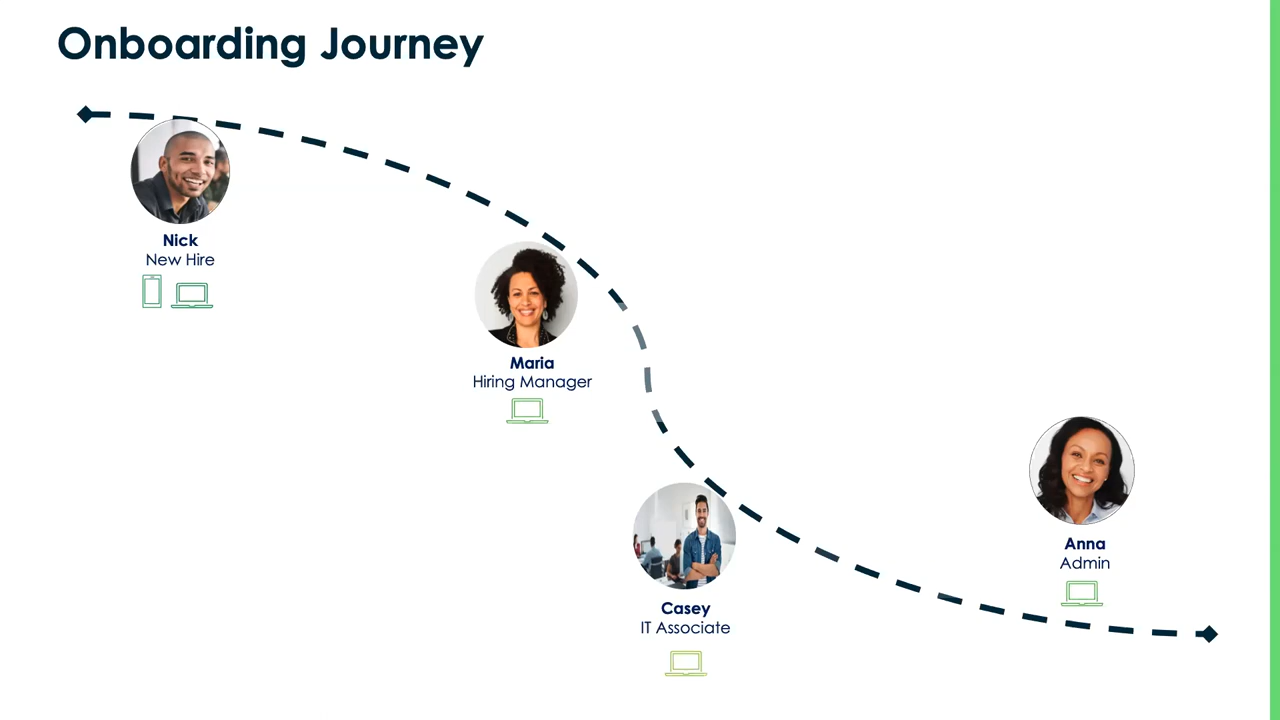 Onboarding Journey
Nick
New Hire
Maria
Hiring Manager
Anna
Admin
Casey
IT Associate